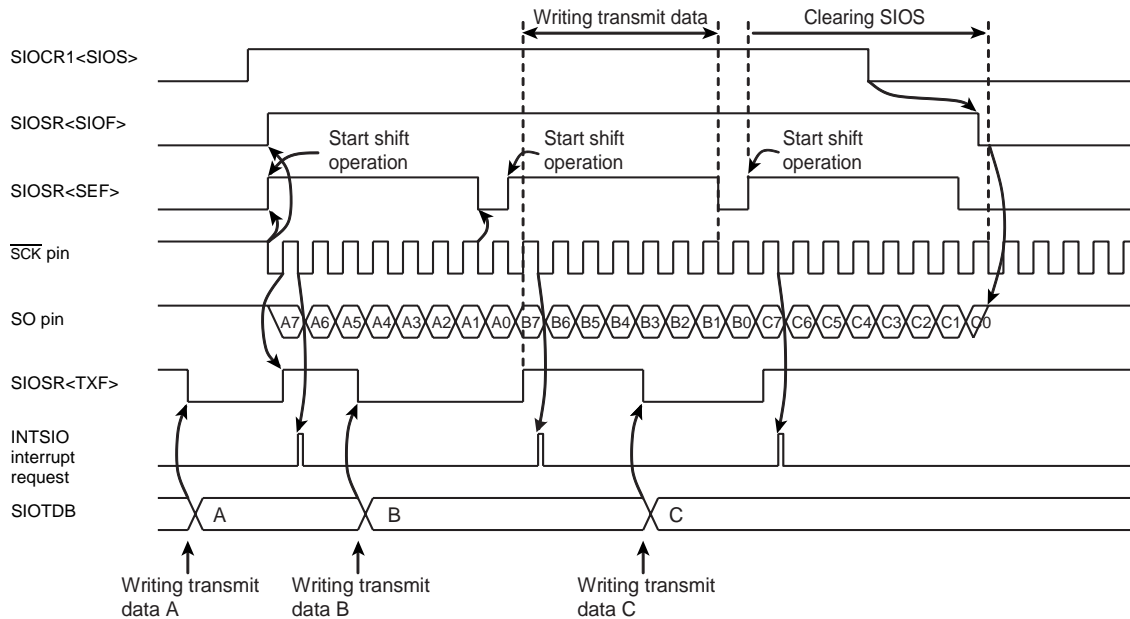 Writing transmit data
Clearing SIOS
SIOCR1<SIOS>
SIOSR<SIOF>
Start shift
operation
Start shift
operation
Start shift
operation
SIOSR<SEF>
SCK pin
SO pin
A7 A6 A5 A4 A3 A2 A1 A0 B7 B6 B5 B4 B3 B2 B1 B0 C7 C6 C5 C4 C3 C2 C1 C0
SIOSR<TXF>
INTSIO
interrupt
request
SIOTDB
A
B
C
Writing transmit
data A
Writing transmit
data B
Writing transmit
data C